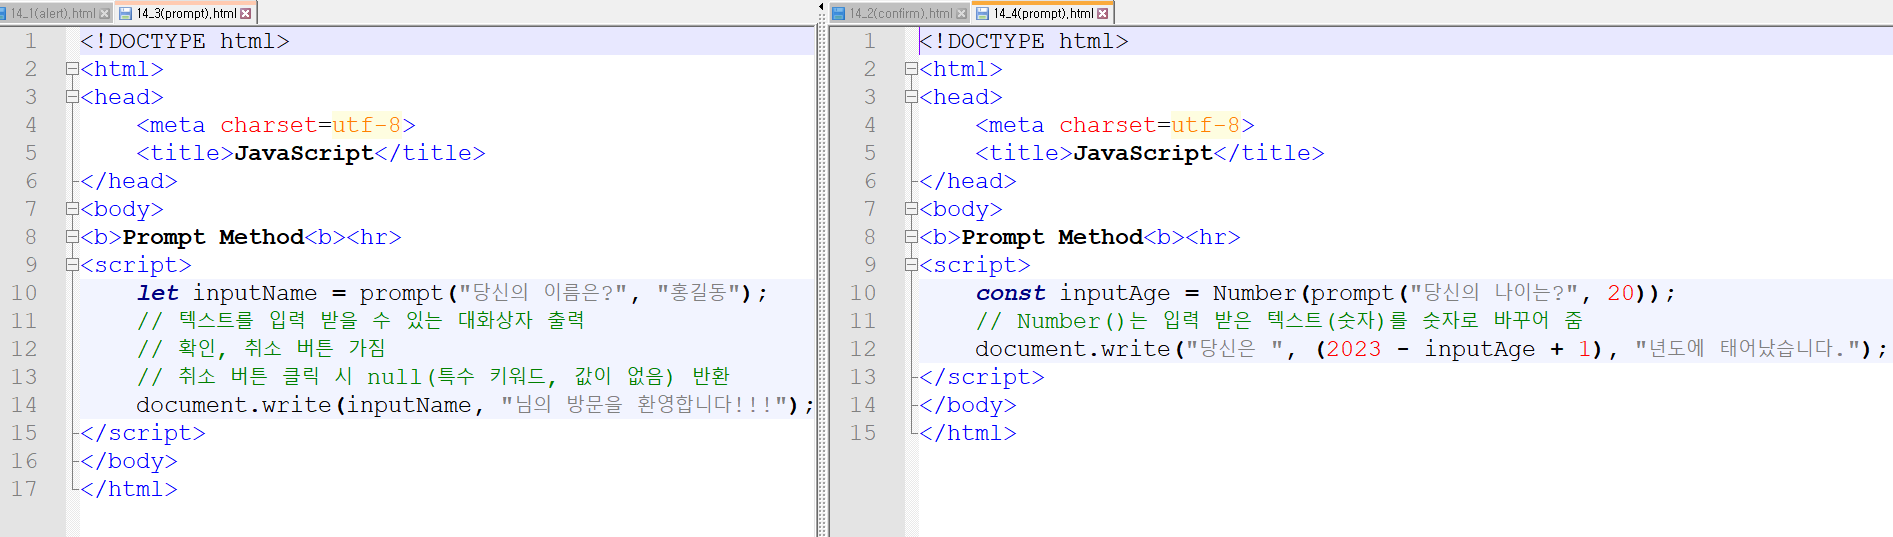 14_1(alert).html 14_3(prompt).html
1 <!DOCTYPE html>
2 <html>
3 <head>
4 <meta charset=utf-8>
5 <title>JavaScript</title>
6 </head>
7 <body>
8 <b>Prompt Method<b><hr>
9 <script>
10 let inputName = prompt("당신의 이름은?", "홍길동");
11 // 텍스트를 입력 받을 수 있는 대화상자 출력
12 // 확인, 취소 버튼 가짐
13 // 취소 버튼 클릭 시 null(특수 키워드, 값이 없음) 반환
14 document.write(inputName, "님의 방문을 환영합니다!!!");
15 </script>
16 </body>
17 </html>
14_2(confirm).html 14_4(prompt).html
1 <!DOCTYPE html>
2 <html>
3 <head>
4 <meta charset=utf-8>
5 <title>JavaScript</title>
6 </head>
7 <body>
8 <b>Prompt Method<b><hr>
9 <script>
10 const inputAge = Number(prompt("당신의 나이는?", 20));
11 // Number()는 입력 받은 텍스트(숫자)를 숫자로 바꾸어 줌
12 document.write("당신은 ", (2023 - inputAge + 1), "년도에 태어났습니다.");
13 </script>
14 </body>
15 </html>